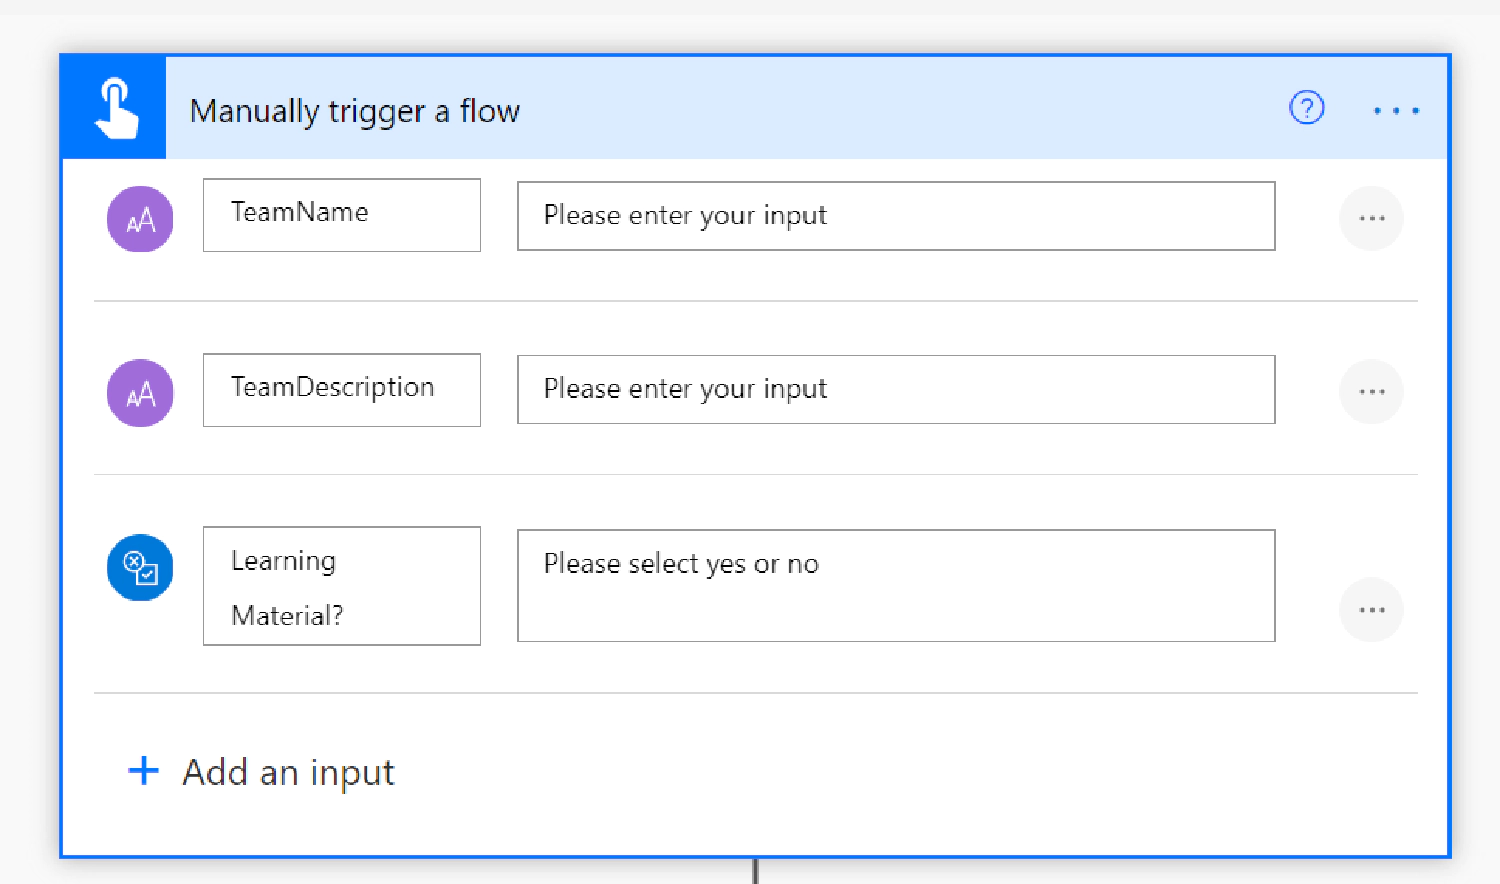 Manually trigger a flow
TeamName
Please enter your input
TeamDescription
Please enter your input
Learning
Material?
Please select yes or no
Add an input